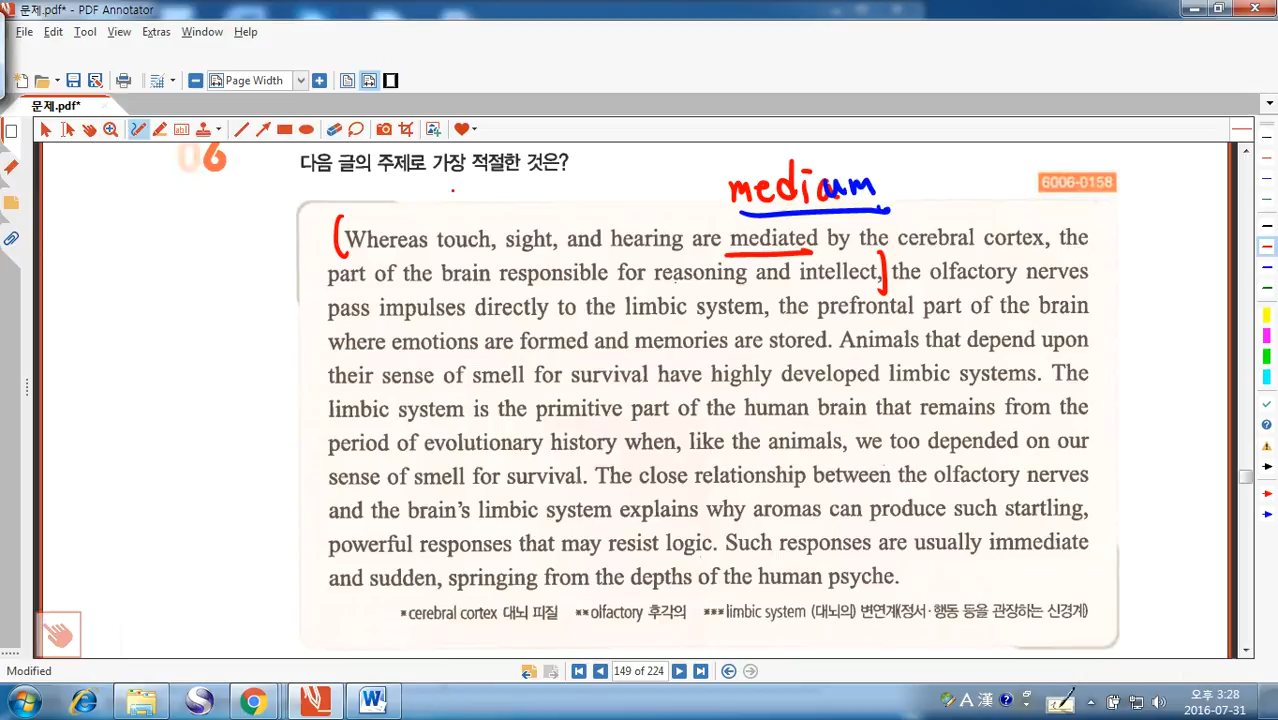 문제.pdf* - PDF Annotator
File Edit Tool View Extras Window Help
Page Width
문제.pdf*
06 다음 글의 주제로 가장 적절한 것은?
medium
6006-0158
(Whereas touch, sight, and hearing are mediated by the cerebral cortex, the
part of the brain responsible for reasoning and intellect,) the olfactory nerves
pass impulses directly to the limbic system, the prefrontal part of the brain
where emotions are formed and memories are stored. Animals that depend upon
their sense of smell for survival have highly developed limbic systems. The
limbic system is the primitive part of the human brain that remains from the
period of evolutionary history when, like the animals, we too depended on our
sense of smell for survival. The close relationship between the olfactory nerves
and the brain's limbic system explains why aromas can produce such startling,
powerful responses that may resist logic. Such responses are usually immediate
and sudden, springing from the depths of the human psyche.
*cerebral cortex 대뇌 피질 **olfactory 후각의 ***limbic system (대뇌의) 변연계(정서·행동 등을 관장하는 신경계)
Modified
149 of 224
A 漢
오후 3:28
2016-07-31